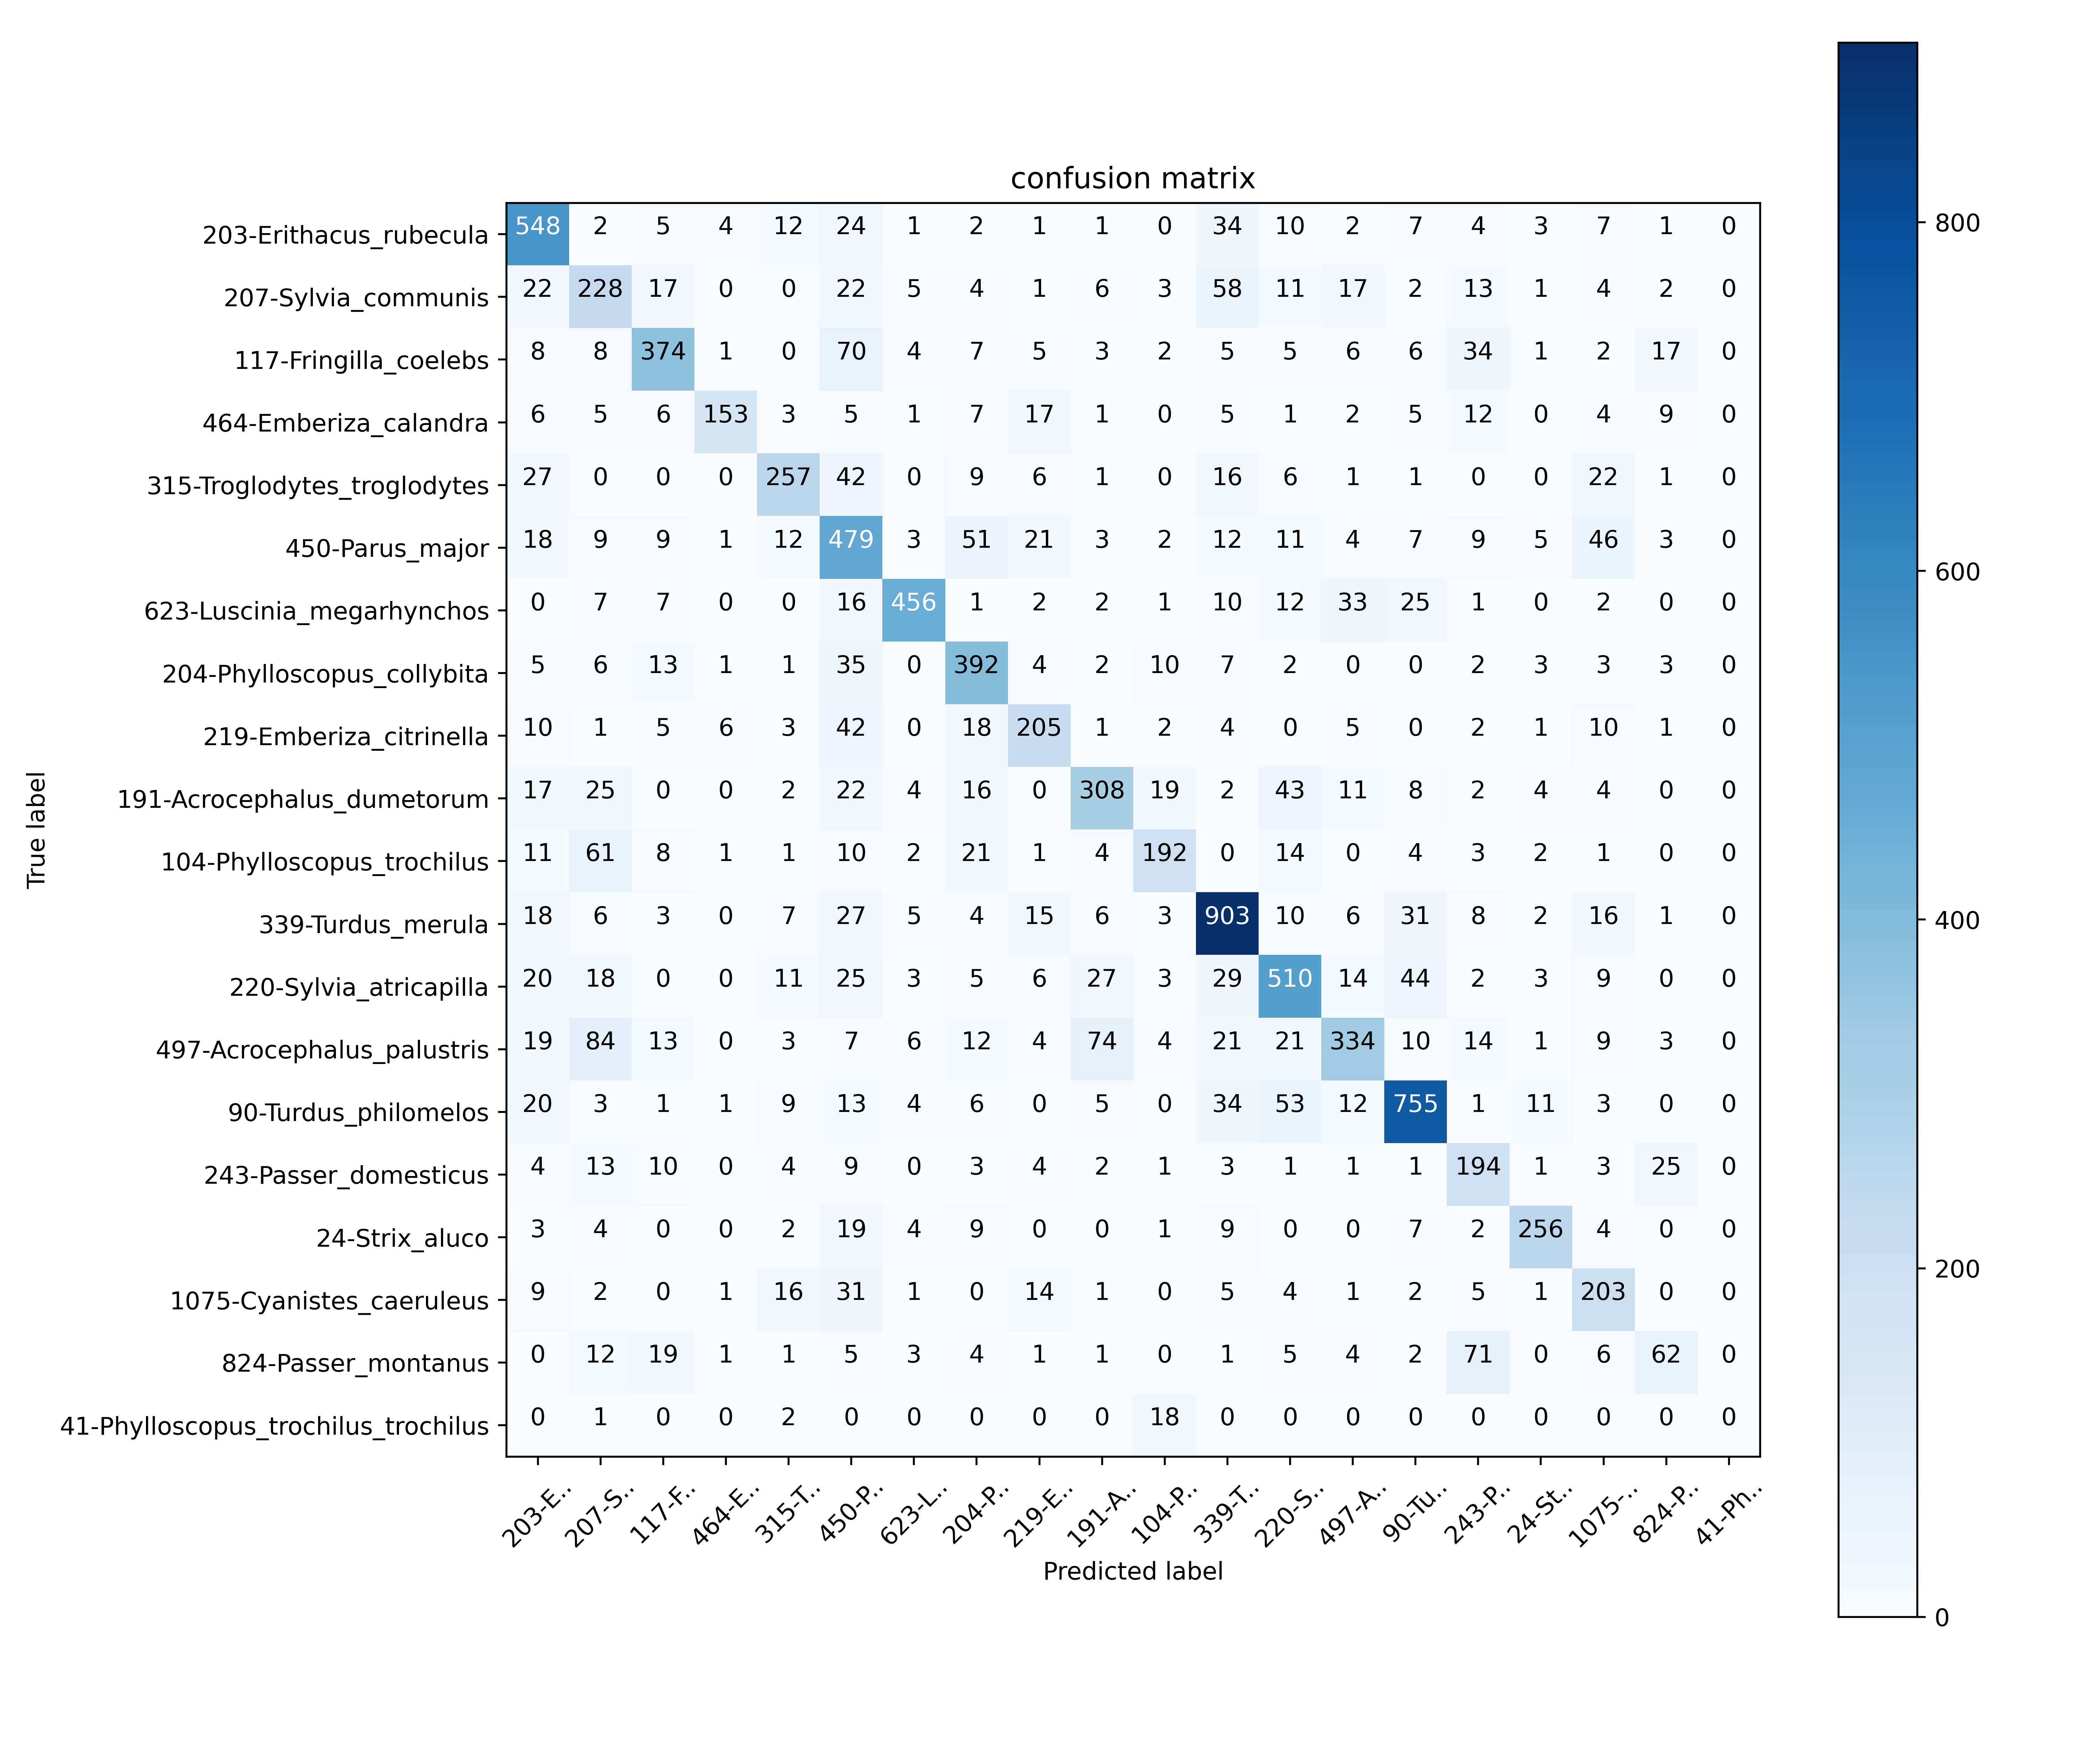 confusion matrix
203-Erithacus_rubecula 548 2 5 4 12 24 1 2 1 1 0 34 10 2 7 4 3 7 1 0
207-Sylvia_communis 22 228 17 0 0 22 5 4 1 6 3 58 11 17 2 13 1 4 2 0
117-Fringilla_coelebs 8 8 374 1 0 70 4 7 5 3 2 5 5 6 6 34 1 2 17 0
464-Emberiza_calandra 6 5 6 153 3 5 1 7 17 1 0 5 1 2 5 12 0 4 9 0
315-Troglodytes_troglodytes 27 0 0 0 257 42 0 9 6 1 0 16 6 1 1 0 0 22 1 0
450-Parus_major 18 9 9 1 12 479 3 51 21 3 2 12 11 4 7 9 5 46 3 0
623-Luscinia_megarhynchos 0 7 7 0 0 16 456 1 2 2 1 10 12 33 25 1 0 2 0 0
204-Phylloscopus_collybita 5 6 13 1 1 35 0 392 4 2 10 7 2 0 0 2 3 3 3 0
219-Emberiza_citrinella 10 1 5 6 3 42 0 18 205 1 2 4 0 5 0 2 1 10 1 0
191-Acrocephalus_dumetorum 17 25 0 0 2 22 4 16 0 308 19 2 43 11 8 2 4 4 0 0
104-Phylloscopus_trochilus 11 61 8 1 1 10 2 21 1 4 192 0 14 0 4 3 2 1 0 0
339-Turdus_merula 18 6 3 0 7 27 5 4 15 6 3 903 10 6 31 8 2 16 1 0
220-Sylvia_atricapilla 20 18 0 0 11 25 3 5 6 27 3 29 510 14 44 2 3 9 0 0
497-Acrocephalus_palustris 19 84 13 0 3 7 6 12 4 74 4 21 21 334 10 14 1 9 3 0
90-Turdus_philomelos 20 3 1 1 9 13 4 6 0 5 0 34 53 12 755 1 11 3 0 0
243-Passer_domesticus 4 13 10 0 4 9 0 3 4 2 1 3 1 1 1 194 1 3 25 0
24-Strix_aluco 3 4 0 0 2 19 4 9 0 0 1 9 0 0 7 2 256 4 0 0
1075-Cyanistes_caeruleus 9 2 0 1 16 31 1 0 14 1 0 5 4 1 2 5 1 203 0 0
824-Passer_montanus 0 12 19 1 1 5 3 4 1 1 0 1 5 4 2 71 0 6 62 0
41-Phylloscopus_trochilus_trochilus 0 1 0 0 2 0 0 0 0 0 18 0 0 0 0 0 0 0 0 0
203-E.. 207-S.. 117-F.. 464-E.. 315-T.. 450-P.. 623-L.. 204-P.. 219-E.. 191-A.. 104-P.. 339-T.. 220-S.. 497-A.. 90-Tu.. 243-P.. 24-St.. 1075-.. 824-P.. 41-Ph..
Predicted label
True label
800
600
400
200
0